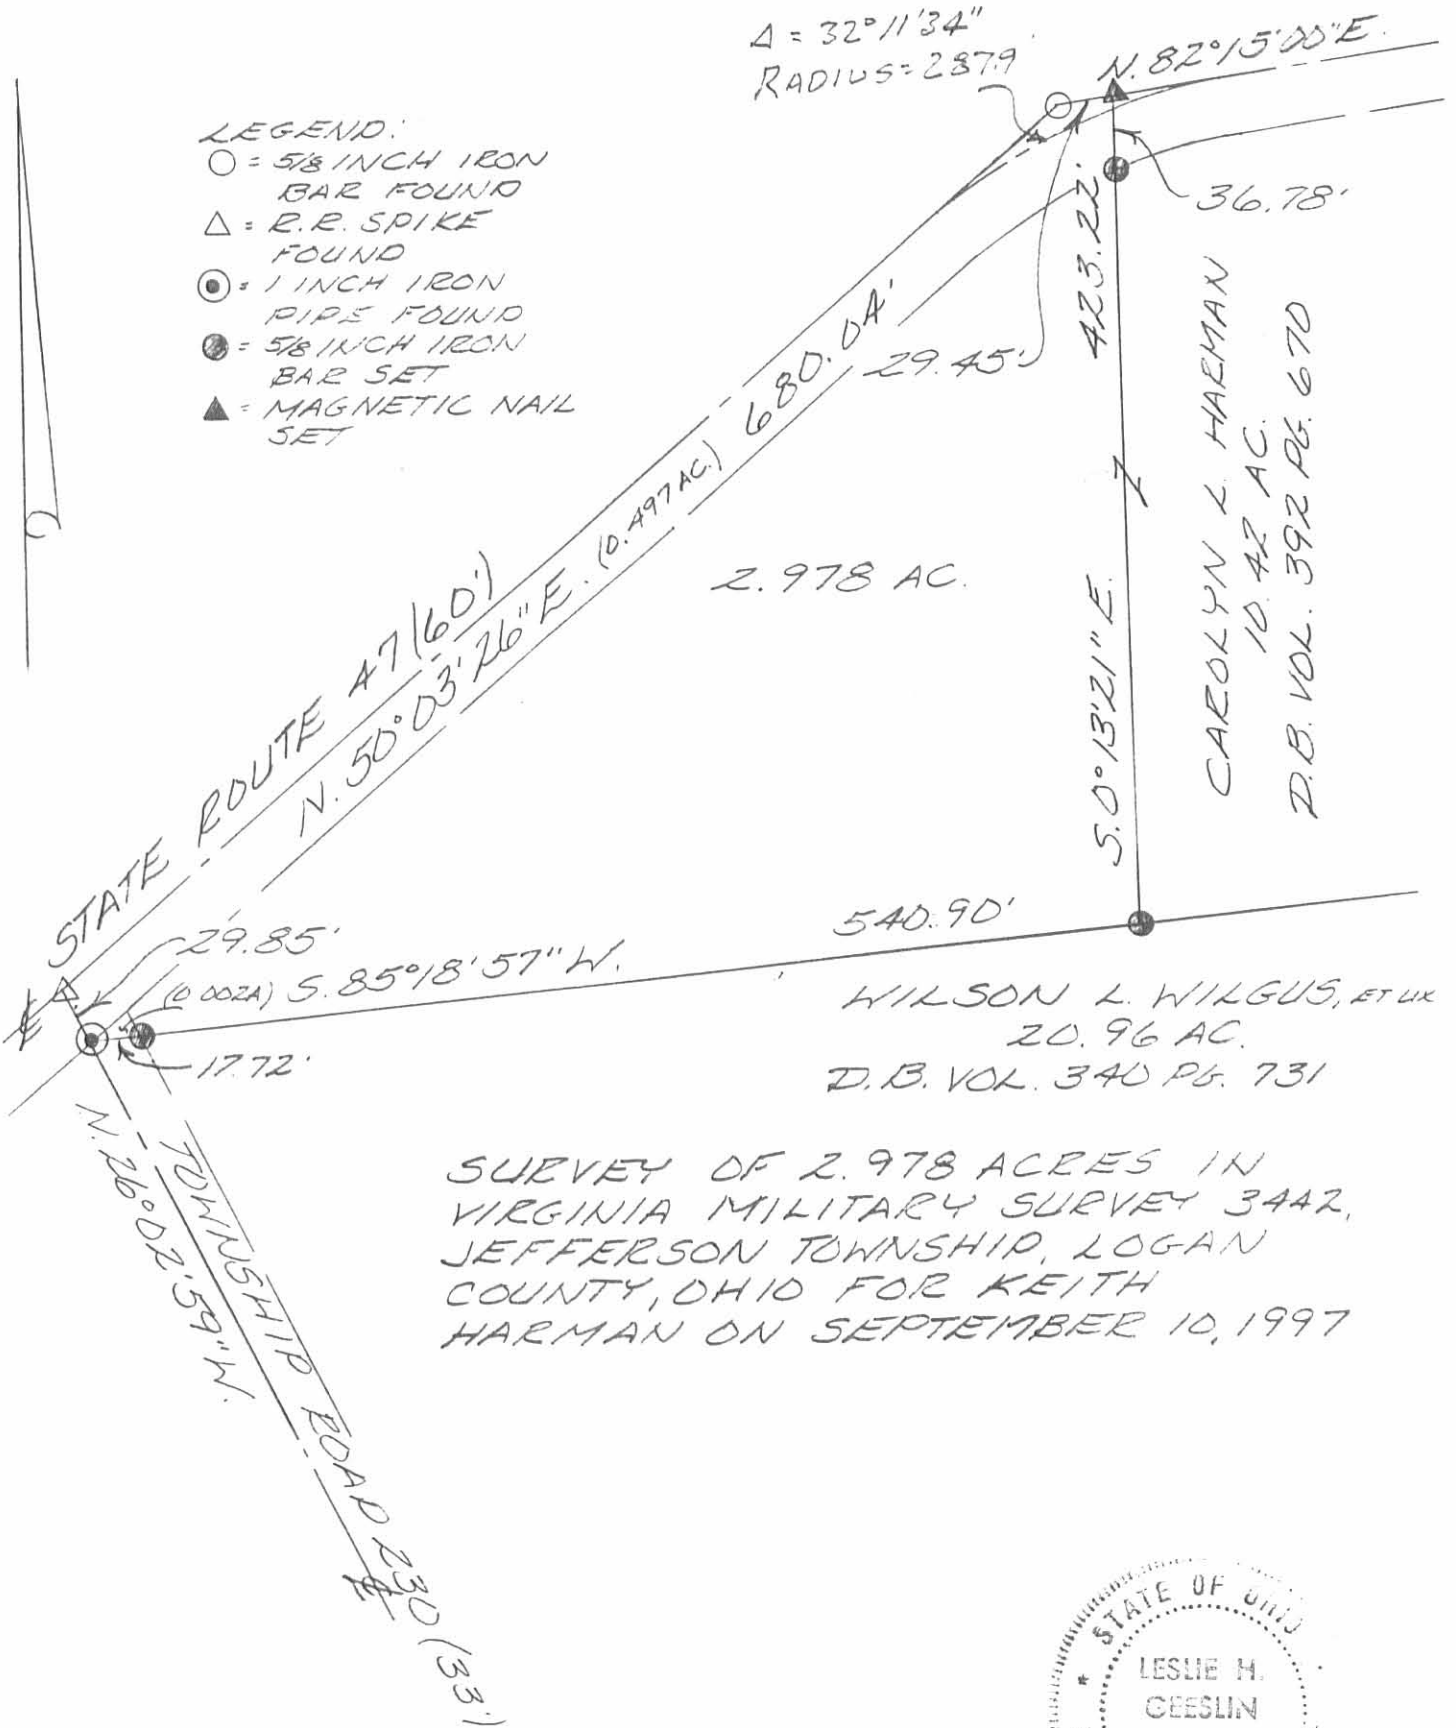 Δ = 32°11'34"
RADIUS=287.9
N. 82°15'00"E.
LEGEND:
○ = 5/8 INCH IRON
BAR FOUND
△ = R.R. SPIKE
FOUND
= 1 INCH IRON
PIPE FOUND
= 5/8 INCH IRON
BAR SET
▲ = MAGNETIC NAIL
SET
36.78'
423.22'
29.45'
680.04'
(0.497 AC.)
N. 50°03'26"E.
STATE ROUTE 47 (60')
2.978 AC.
S. 0°13'21"E.
CAROLYN L. HARMAN
10.42 AC.
D.B. VOL. 392 PG. 670
540.90'
29.85'
(0.002A) S. 85°18'57"W.
17.72'
WILSON L. WILGUS, ET UX
20.96 AC.
D.B. VOL. 340 PG. 731
N. 26°02'59"W.
TOWNSHIP ROAD 230 (33')
SURVEY OF 2.978 ACRES IN
VIRGINIA MILITARY SURVEY 3442,
JEFFERSON TOWNSHIP, LOGAN
COUNTY, OHIO FOR KEITH
HARMAN ON SEPTEMBER 10, 1997
STATE OF OHIO
LESLIE H.
GEESLIN